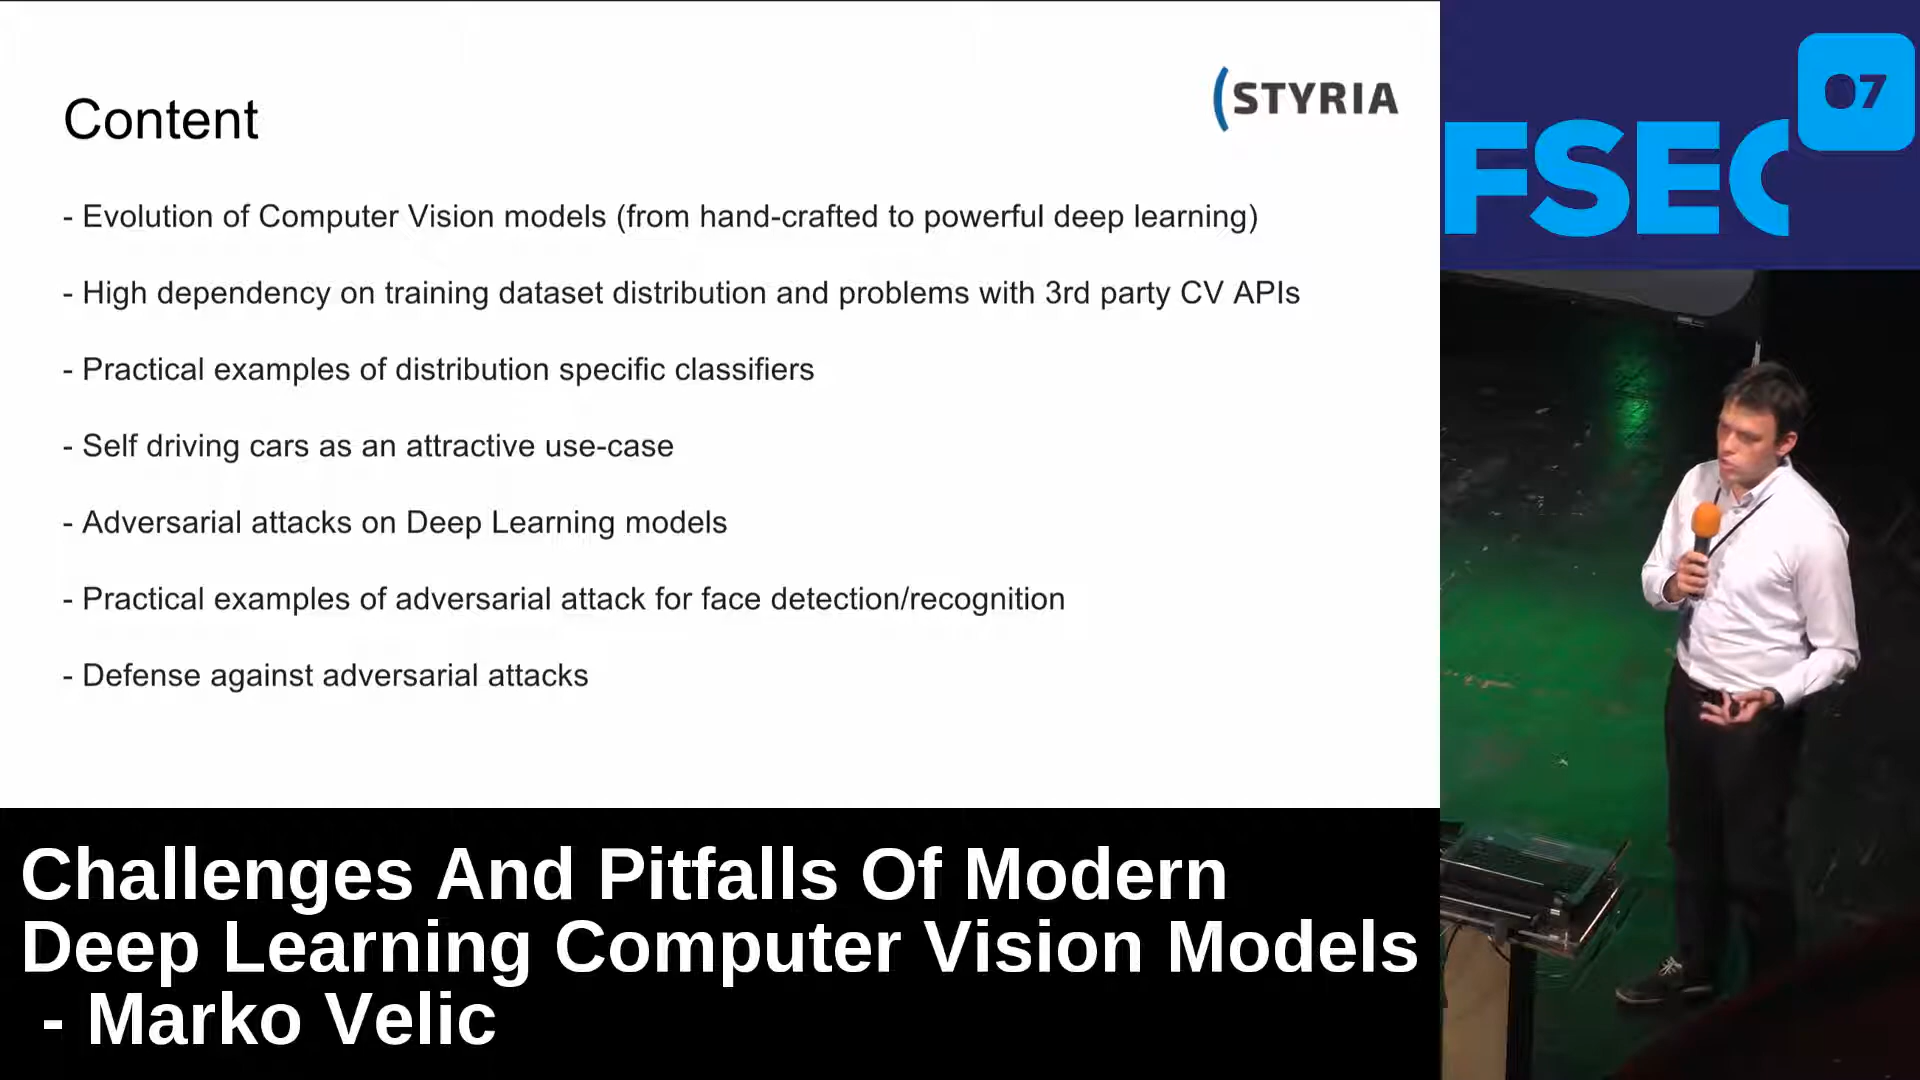 Content
(STYRIA
- Evolution of Computer Vision models (from hand-crafted to powerful deep learning)
- High dependency on training dataset distribution and problems with 3rd party CV APIs
- Practical examples of distribution specific classifiers
- Self driving cars as an attractive use-case
- Adversarial attacks on Deep Learning models
- Practical examples of adversarial attack for face detection/recognition
- Defense against adversarial attacks
07
FSEC
Challenges And Pitfalls Of Modern
Deep Learning Computer Vision Models
- Marko Velic